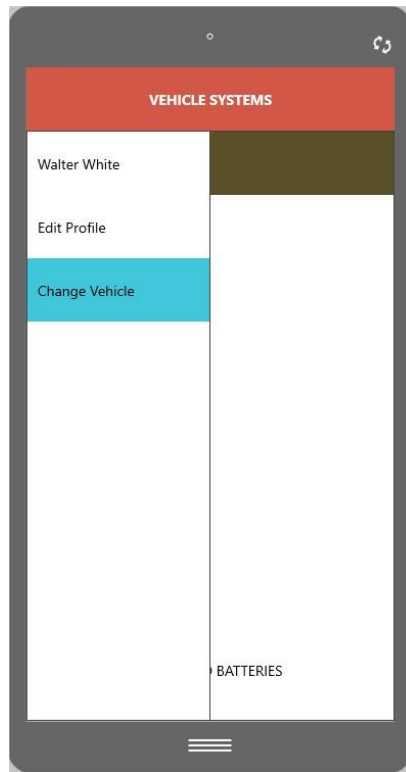 VEHICLE SYSTEMS
Walter White
Edit Profile
Change Vehicle
BATTERIES